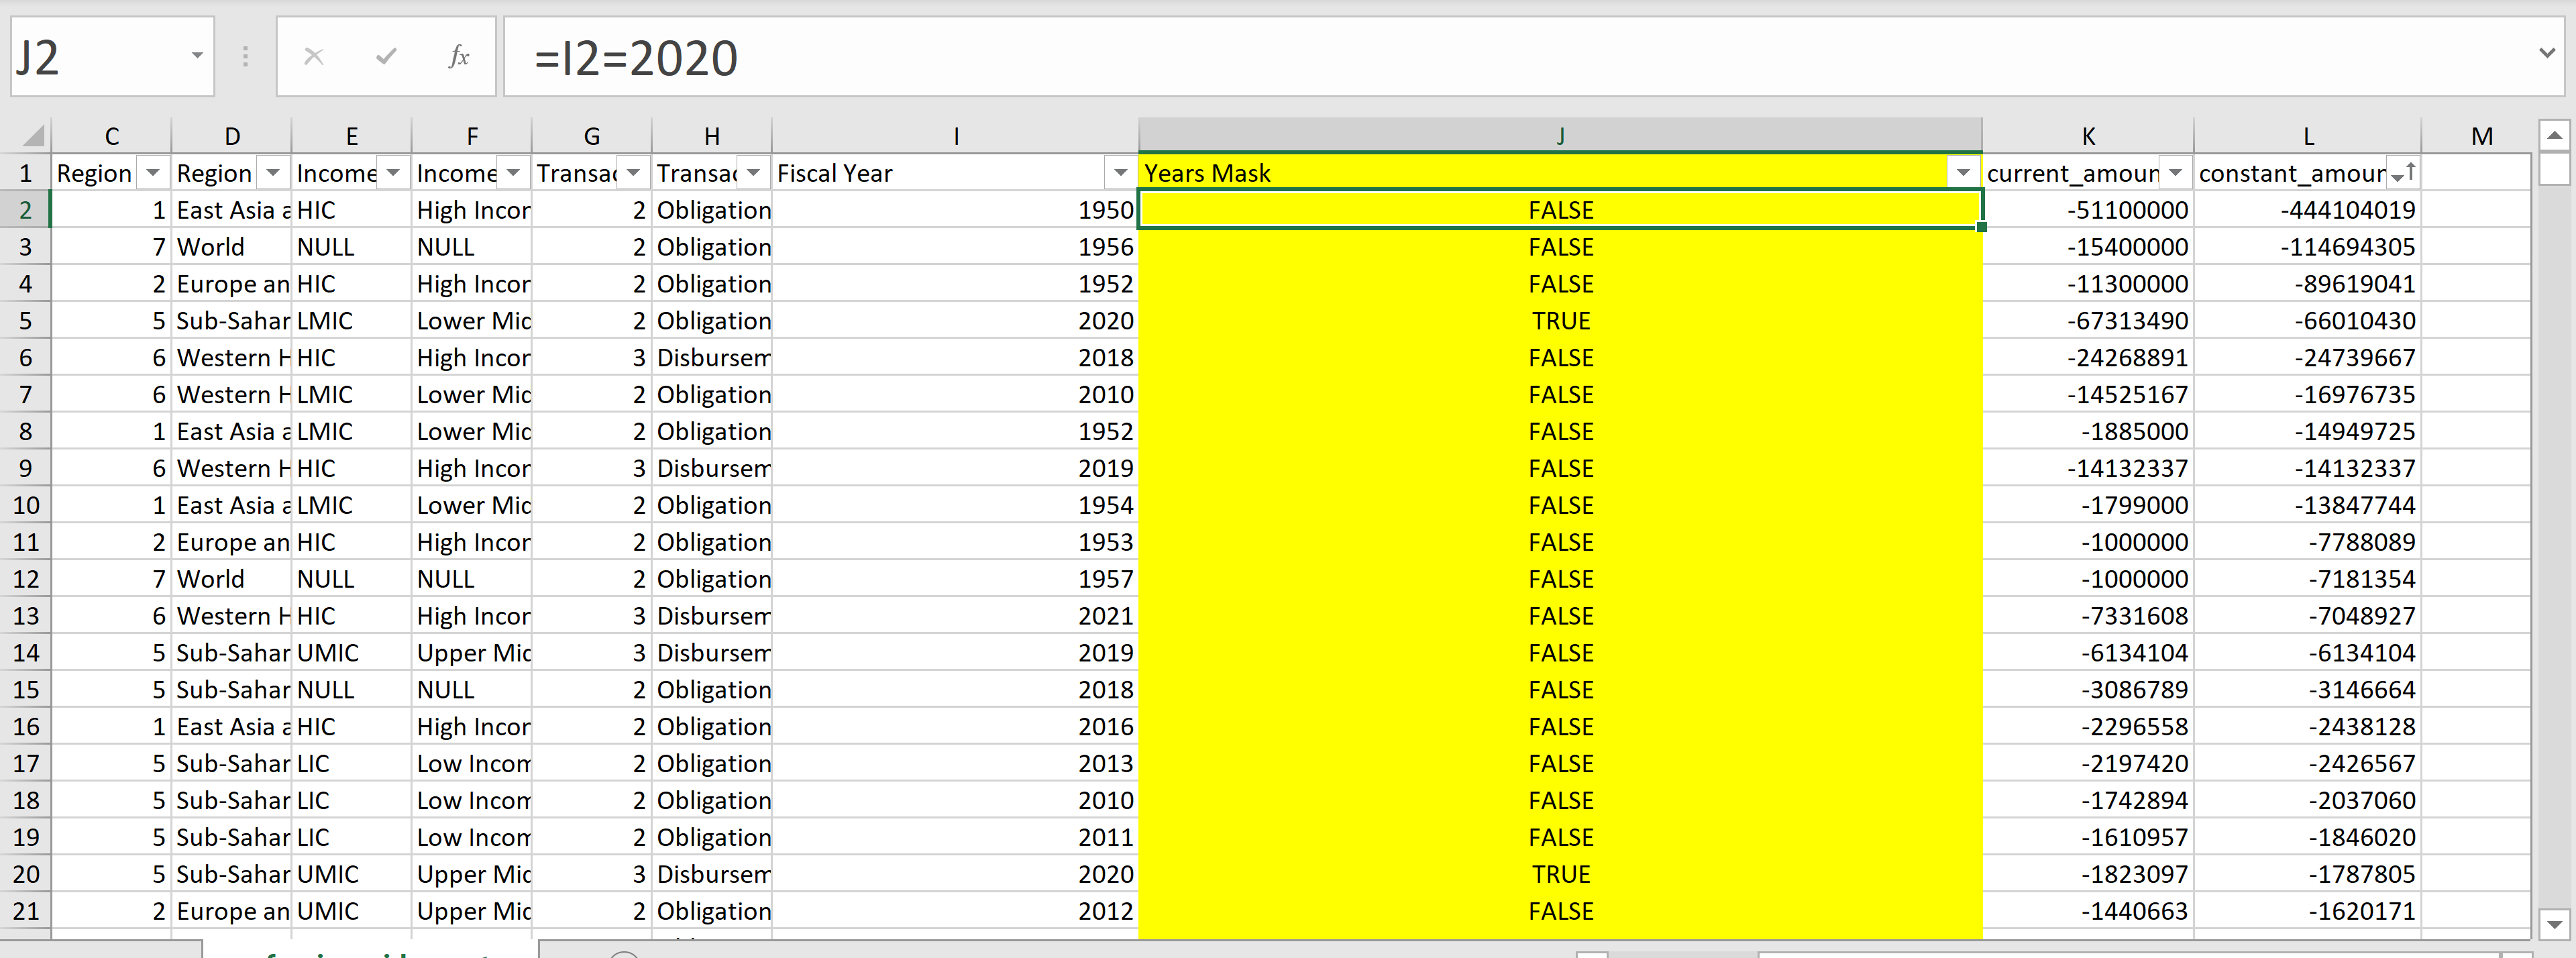 J2 fx =I2=2020
C D E F G H I J K L M
1 Region Region Income Income Transac Transac Fiscal Year Years Mask current_amoun constant_amour
2 1 East Asia a HIC High Incor 2 Obligation 1950 FALSE -51100000 -444104019
3 7 World NULL NULL 2 Obligation 1956 FALSE -15400000 -114694305
4 2 Europe an HIC High Incor 2 Obligation 1952 FALSE -11300000 -89619041
5 5 Sub-Sahar LMIC Lower Mid 2 Obligation 2020 TRUE -67313490 -66010430
6 6 Western H HIC High Incor 3 Disbursem 2018 FALSE -24268891 -24739667
7 6 Western H LMIC Lower Mid 2 Obligation 2010 FALSE -14525167 -16976735
8 1 East Asia a LMIC Lower Mid 2 Obligation 1952 FALSE -1885000 -14949725
9 6 Western H HIC High Incor 3 Disbursem 2019 FALSE -14132337 -14132337
10 1 East Asia a LMIC Lower Mid 2 Obligation 1954 FALSE -1799000 -13847744
11 2 Europe an HIC High Incor 2 Obligation 1953 FALSE -1000000 -7788089
12 7 World NULL NULL 2 Obligation 1957 FALSE -1000000 -7181354
13 6 Western H HIC High Incor 3 Disbursem 2021 FALSE -7331608 -7048927
14 5 Sub-Sahar UMIC Upper Mid 3 Disbursem 2019 FALSE -6134104 -6134104
15 5 Sub-Sahar NULL NULL 2 Obligation 2018 FALSE -3086789 -3146664
16 1 East Asia a HIC High Incor 2 Obligation 2016 FALSE -2296558 -2438128
17 5 Sub-Sahar LIC Low Incom 2 Obligation 2013 FALSE -2197420 -2426567
18 5 Sub-Sahar LIC Low Incom 2 Obligation 2010 FALSE -1742894 -2037060
19 5 Sub-Sahar LIC Low Incom 2 Obligation 2011 FALSE -1610957 -1846020
20 5 Sub-Sahar UMIC Upper Mid 3 Disbursem 2020 TRUE -1823097 -1787805
21 2 Europe an UMIC Upper Mid 2 Obligation 2012 FALSE -1440663 -1620171